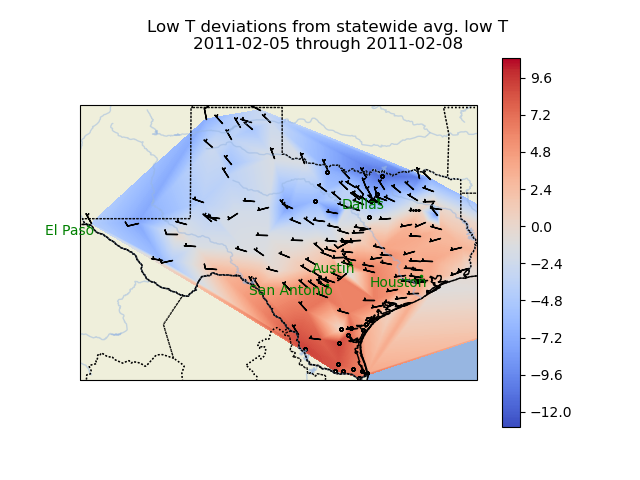 Low T deviations from statewide avg. low T
2011-02-05 through 2011-02-08
9.6
7.2
4.8
2.4
0.0
−2.4
−4.8
−7.2
−9.6
−12.0
Dallas
El Paso
Austin
Houston
San Antonio